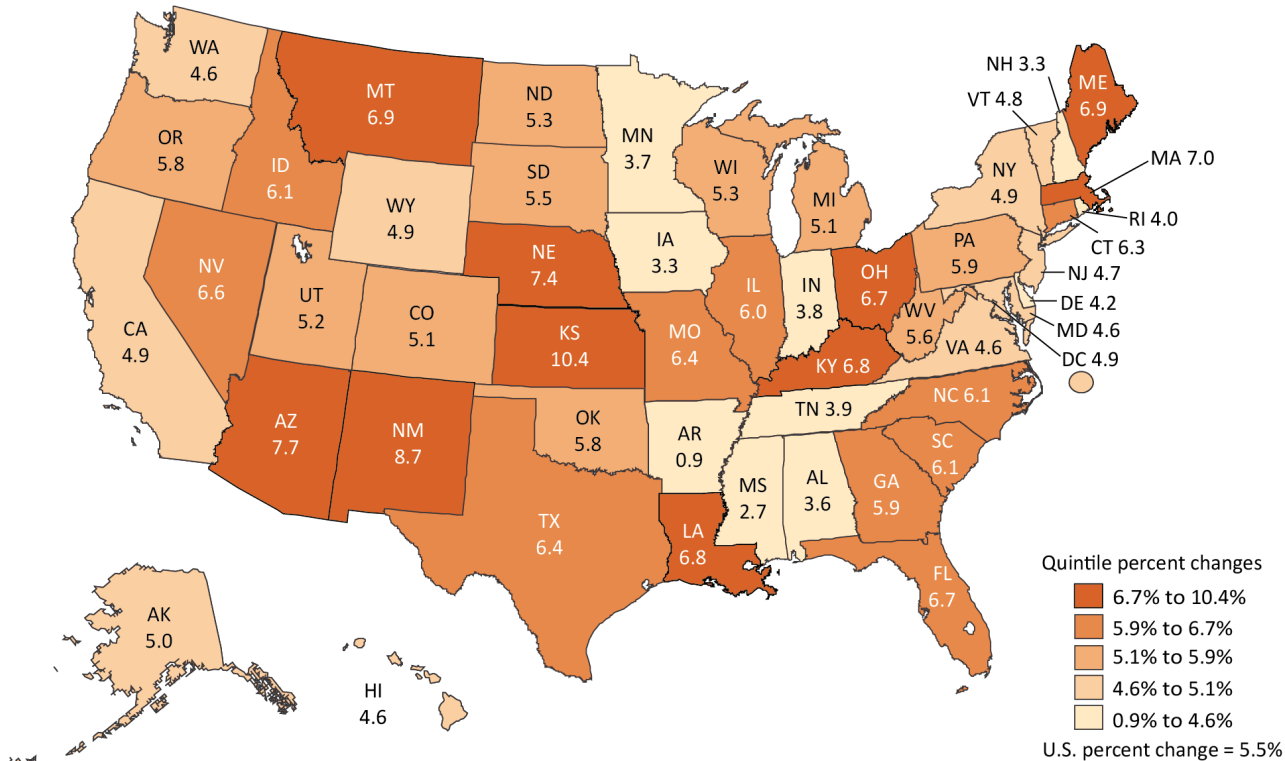 WA
4.6
MT
6.9
ND
5.3
MN
3.7
NH 3.3
VT 4.8
ME
6.9
OR
5.8
ID
6.1
SD
5.5
WI
5.3
MI
5.1
NY
4.9
MA 7.0
RI 4.0
CT 6.3
WY
4.9
NE
7.4
IA
3.3
PA
5.9
NJ 4.7
NV
6.6
UT
5.2
CO
5.1
IL
6.0
IN
3.8
OH
6.7
WV
5.6
DE 4.2
MD 4.6
DC 4.9
CA
4.9
KS
10.4
MO
6.4
KY 6.8
VA 4.6
AZ
7.7
NM
8.7
OK
5.8
AR
0.9
TN 3.9
NC 6.1
SC
6.1
TX
6.4
LA
6.8
MS
2.7
AL
3.6
GA
5.9
FL
6.7
AK
5.0
HI
4.6
Quintile percent changes
6.7% to 10.4%
5.9% to 6.7%
5.1% to 5.9%
4.6% to 5.1%
0.9% to 4.6%
U.S. percent change = 5.5%